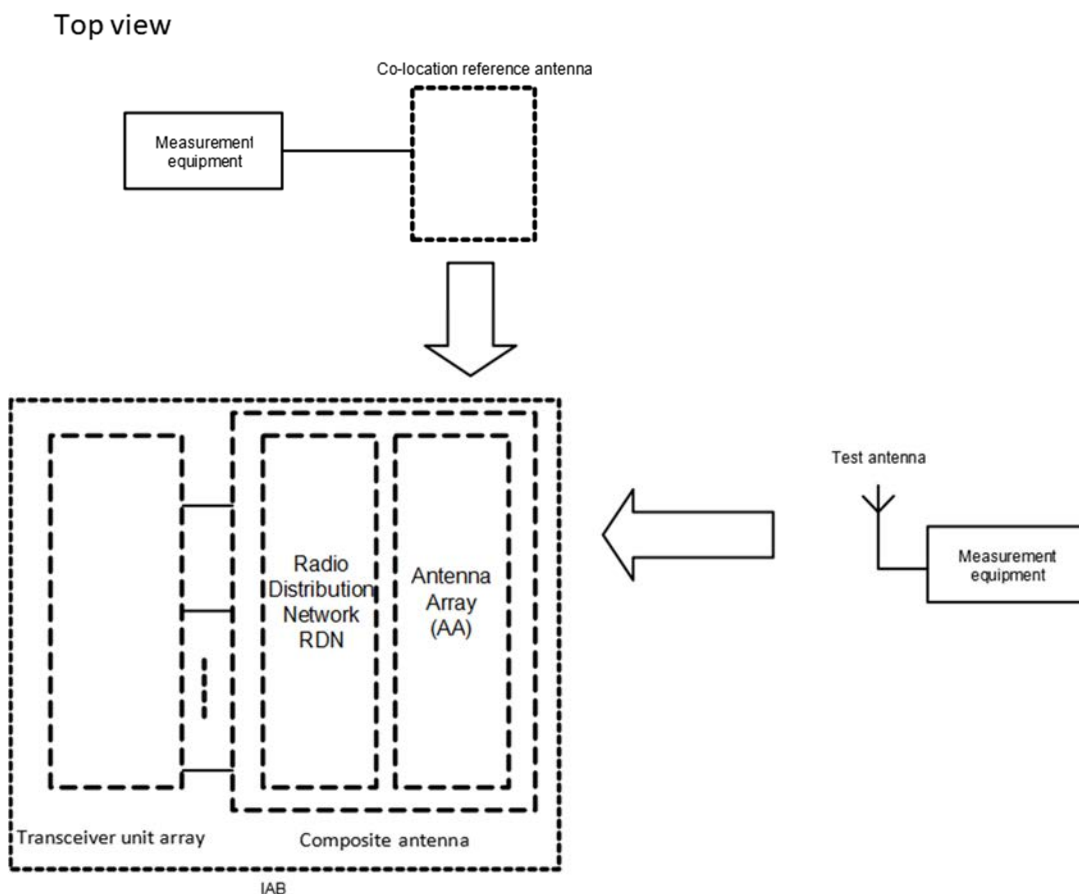 Top view
Co-location reference antenna
Measurement
equipment
Test antenna
Measurement
equipment
Radio
Distribution
Network
RDN
Antenna
Array
(AA)
Transceiver unit array
Composite antenna
IAB